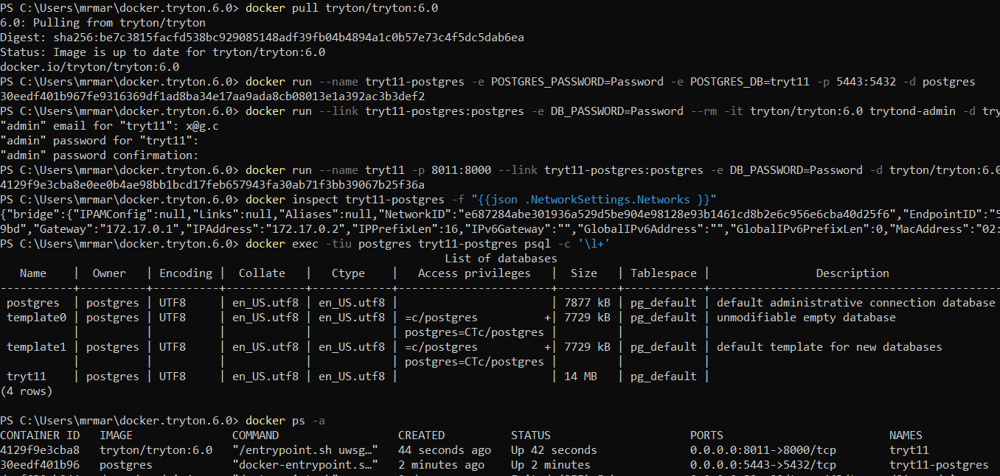 PS C:\Users\mrmar\docker.tryton.6.0> docker pull tryton/tryton:6.0
6.0: Pulling from tryton/tryton
Digest: sha256:be7c3815facfd538bc929085148adf39fb04b4894a1c0b57e73c4f5dc5dab6ea
Status: Image is up to date for tryton/tryton:6.0
docker.io/tryton/tryton:6.0
PS C:\Users\mrmar\docker.tryton.6.0> docker run --name tryt11-postgres -e POSTGRES_PASSWORD=Password -e POSTGRES_DB=tryt11 -p 5443:5432 -d postgres
30eedf401b967fe9316369df1ad8ba34e17aa9ada8cb08013e1a392ac3b3def2
PS C:\Users\mrmar\docker.tryton.6.0> docker run --link tryt11-postgres:postgres -e DB_PASSWORD=Password --rm -it tryton/tryton:6.0 trytond-admin -d try
"admin" email for "tryt11": x@g.c
"admin" password for "tryt11":
"admin" password confirmation:
PS C:\Users\mrmar\docker.tryton.6.0> docker run --name tryt11 -p 8011:8000 --link tryt11-postgres:postgres -e DB_PASSWORD=Password -d tryton/tryton:6.0
4129f9e3cba8e0ee0b4ae98bb1bcd17feb657943fa30ab71f3bb39067b25f36a
PS C:\Users\mrmar\docker.tryton.6.0> docker inspect tryt11-postgres -f "{{json .NetworkSettings.Networks }}"
{"bridge":{"IPAMConfig":null,"Links":null,"Aliases":null,"NetworkID":"e687284abe301936a529d5be904e98128e93b1461cd8b2e6c956e6cba40d25f6","EndpointID":"5
9bd","Gateway":"172.17.0.1","IPAddress":"172.17.0.2","IPPrefixLen":16,"IPv6Gateway":"","GlobalIPv6Address":"","GlobalIPv6PrefixLen":0,"MacAddress":"02:
PS C:\Users\mrmar\docker.tryton.6.0> docker exec -tiu postgres tryt11-postgres psql -c '\l+'
List of databases
Name | Owner | Encoding | Collate | Ctype | Access privileges | Size | Tablespace | Description
-----------+----------+----------+------------+------------+-----------------------+---------+------------+--------------------------------------------
postgres | postgres | UTF8 | en_US.utf8 | en_US.utf8 | | 7877 kB | pg_default | default administrative connection database
template0 | postgres | UTF8 | en_US.utf8 | en_US.utf8 | =c/postgres +| 7729 kB | pg_default | unmodifiable empty database
| | | | | postgres=CTc/postgres | | |
template1 | postgres | UTF8 | en_US.utf8 | en_US.utf8 | =c/postgres +| 7729 kB | pg_default | default template for new databases
| | | | | postgres=CTc/postgres | | |
tryt11 | postgres | UTF8 | en_US.utf8 | en_US.utf8 | | 14 MB | pg_default |
(4 rows)
PS C:\Users\mrmar\docker.tryton.6.0> docker ps -a
CONTAINER ID IMAGE COMMAND CREATED STATUS PORTS NAMES
4129f9e3cba8 tryton/tryton:6.0 "/entrypoint.sh uwsg…" 44 seconds ago Up 42 seconds 0.0.0.0:8011->8000/tcp tryt11
30eedf401b96 postgres "docker-entrypoint.s…" 2 minutes ago Up 2 minutes 0.0.0.0:5443->5432/tcp tryt11-postgres